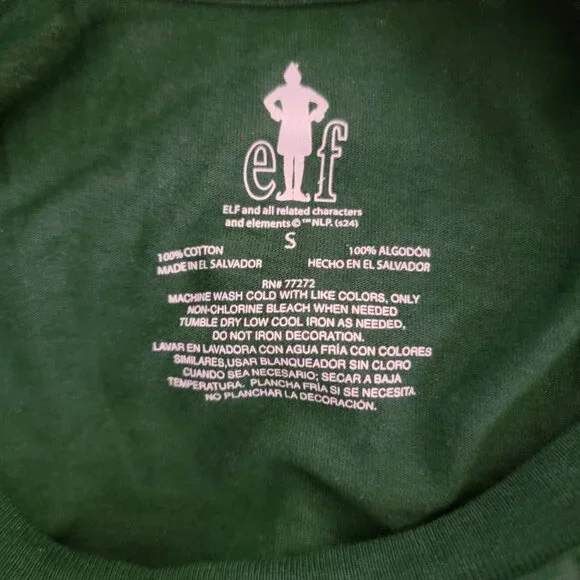 elf
ELF and all related characters
and elements © ™ NLP. (s24)
S
100% COTTON 100% ALGODÓN
MADE IN EL SALVADOR HECHO EN EL SALVADOR
RN# 77272
MACHINE WASH COLD WITH LIKE COLORS, ONLY
NON-CHLORINE BLEACH WHEN NEEDED
TUMBLE DRY LOW COOL IRON AS NEEDED,
DO NOT IRON DECORATION.
LAVAR EN LAVADORA CON AGUA FRÍA CON COLORES
SIMILARES,USAR BLANQUEADOR SIN CLORO
CUANDO SEA NECESARIO; SECAR A BAJA
TEMPERATURA. PLANCHA FRÍA SI SE NECESITA
NO PLANCHAR LA DECORACIÓN.